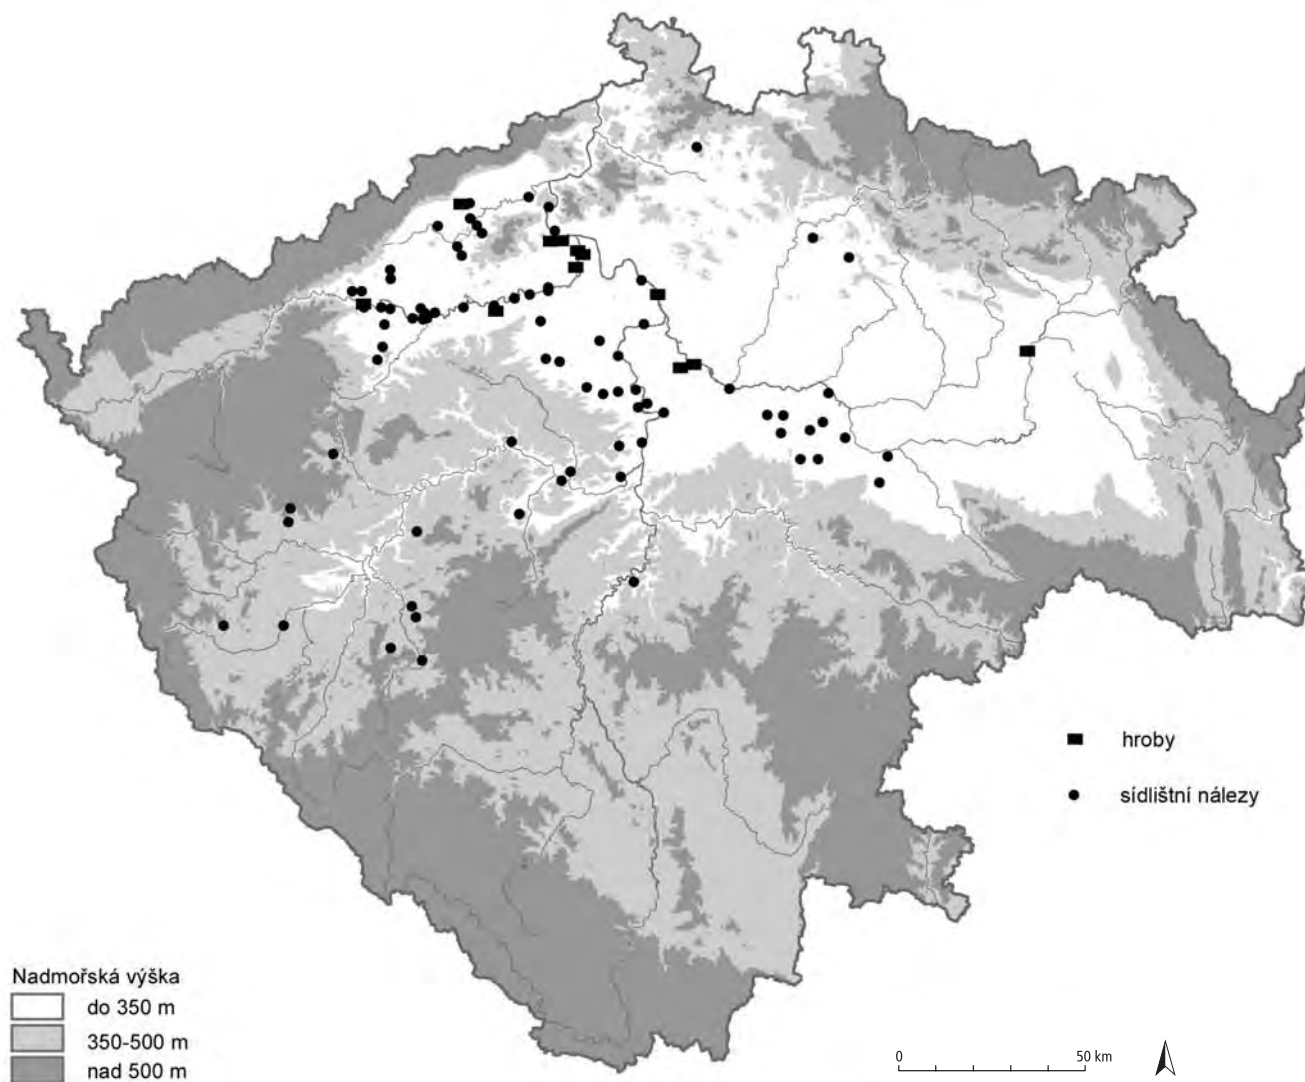 hroby
sídlištní nálezy
Nadmořská výška
do 350 m
350-500 m
nad 500 m
0 50 km